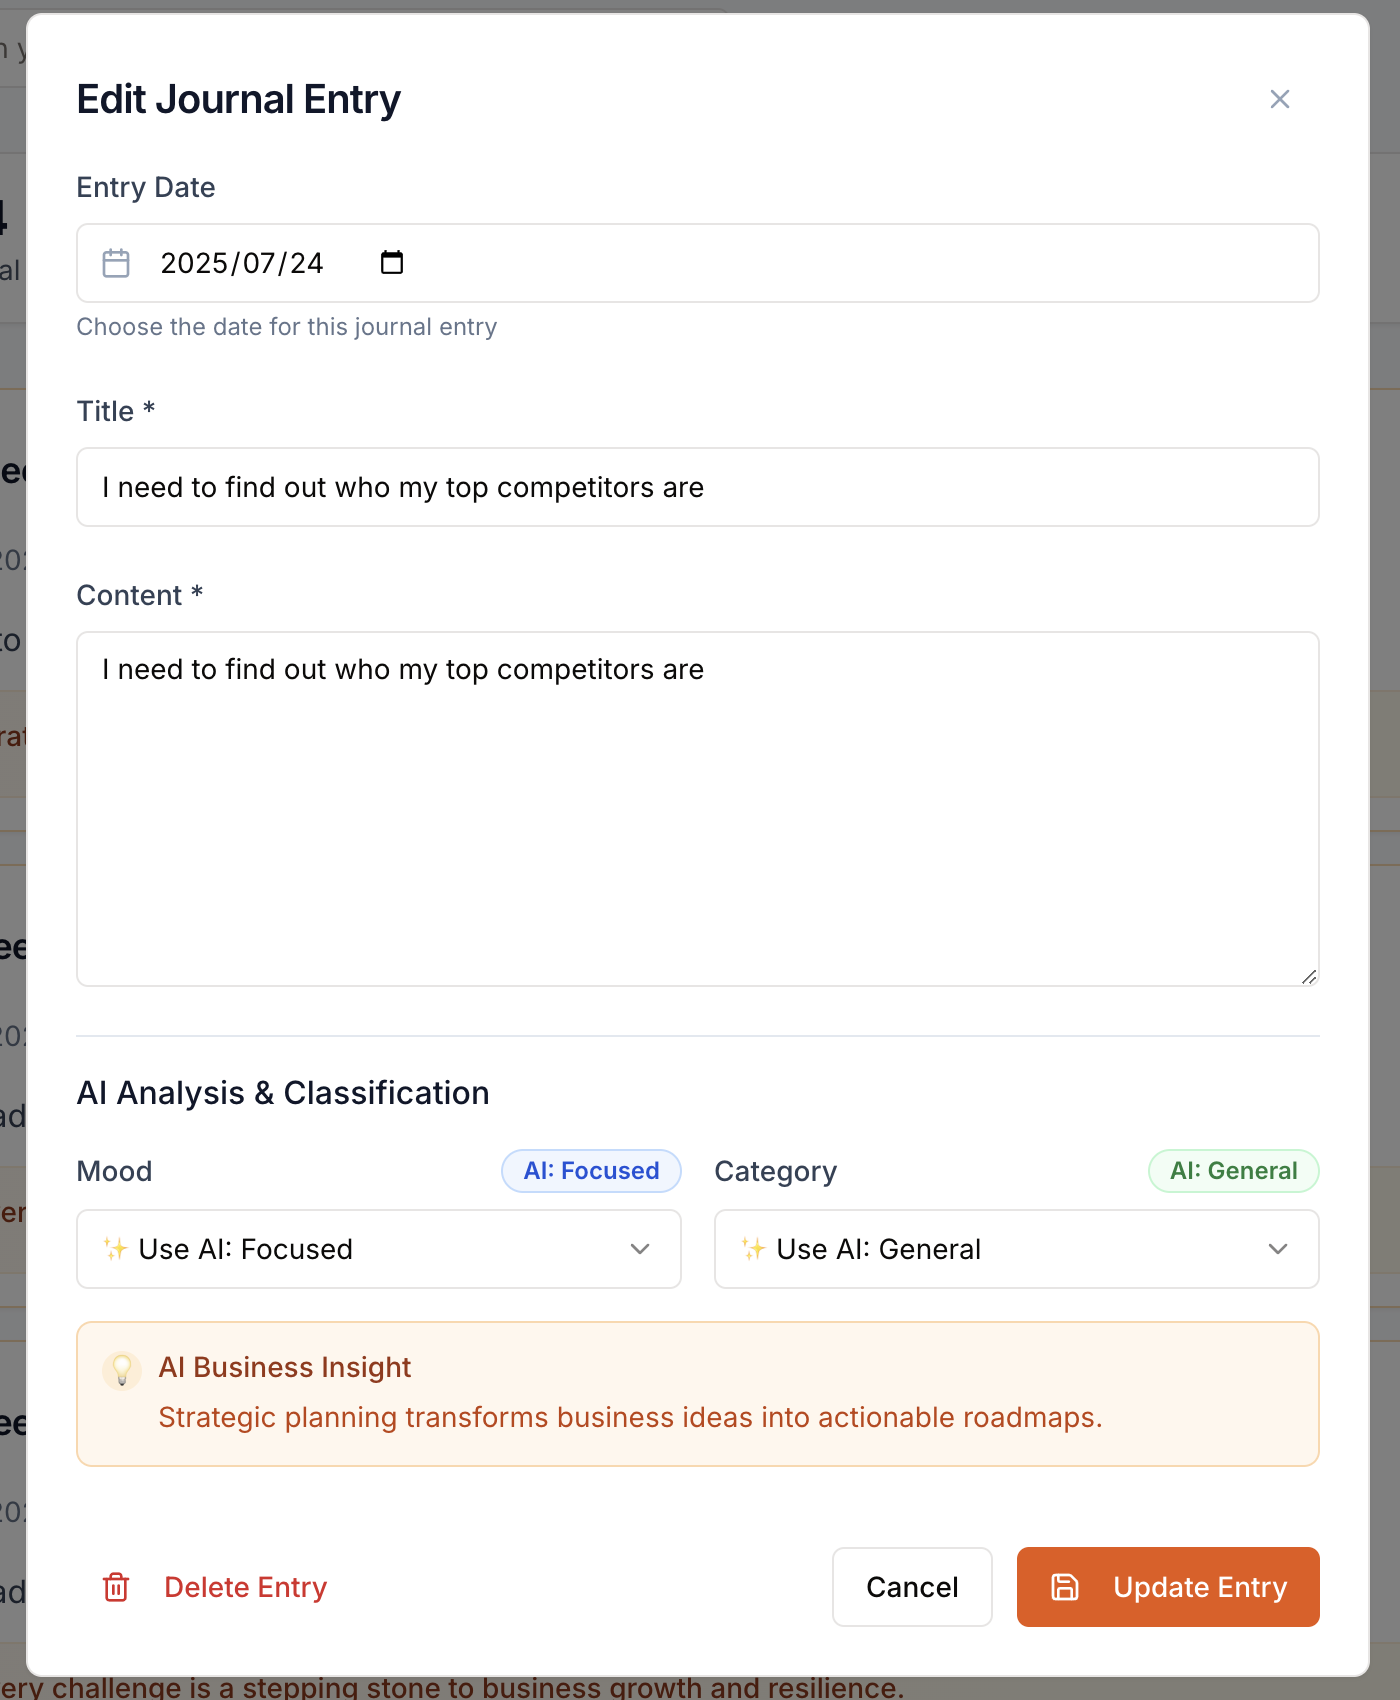 Edit Journal Entry
Entry Date
2025/07/24
Choose the date for this journal entry
Title *
I need to find out who my top competitors are
Content *
I need to find out who my top competitors are
AI Analysis & Classification
Mood
AI: Focused
Category
AI: General
✨ Use AI: Focused
✨ Use AI: General
AI Business Insight
Strategic planning transforms business ideas into actionable roadmaps.
Delete Entry
Cancel
Update Entry
ery challenge is a stepping stone to business growth and resilience.